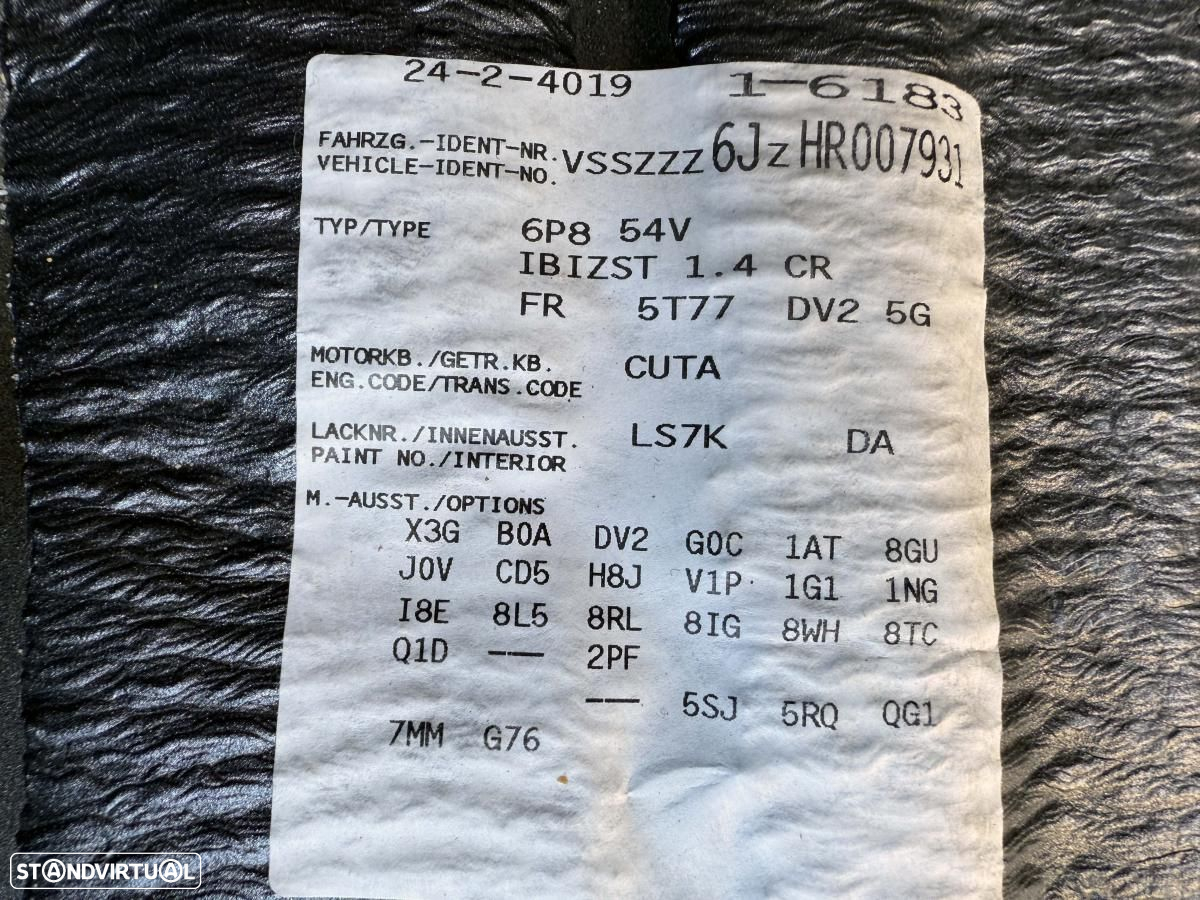 24-2-4019 1-6183
FAHRZG.-IDENT-NR.
VEHICLE-IDENT-NO. VSSZZZ6JZHR007931
TYP/TYPE 6P8 54V
IBIZST 1.4 CR
FR 5T77 DV2 5G
MOTORKB./GETR.KB.
ENG.CODE/TRANS.CODE CUTA
LACKNR./INNENAUSST.
PAINT NO./INTERIOR LS7K DA
M.-AUSST./OPTIONS
X3G B0A DV2 G0C 1AT 8GU
J0V CD5 H8J V1P 1G1 1NG
I8E 8L5 8RL 8IG 8WH 8TC
Q1D –– 2PF
–– 5SJ 5RQ QG1
7MM G76
STANDVIRTUAL